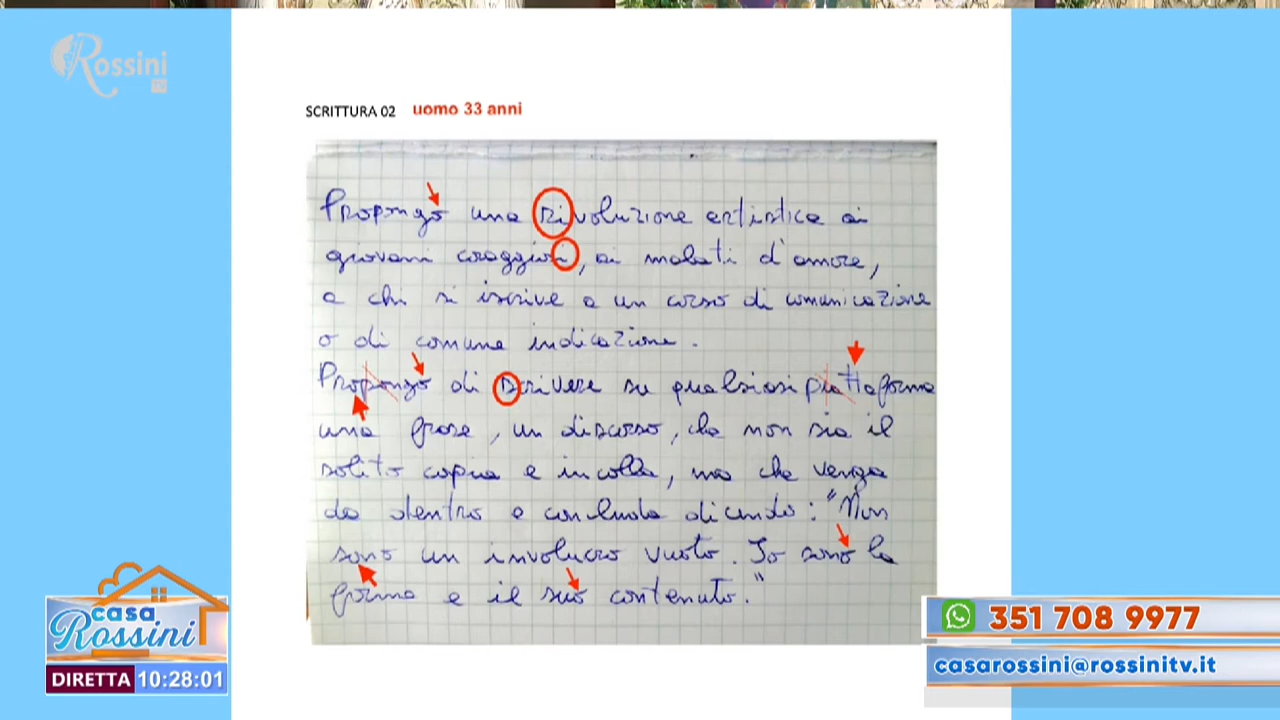 Rossini
TV
SCRITTURA 02 uomo 33 anni
Propongo una rivoluzione artistica ai
giovani coraggiosi, ai malati d'amore,
a chi si iscrive a un corso di comunicazione
o di comune indicazione.
Propongo di scrivere su qualsiasi piattaforma
una frase, un discorso, che non sia il
solito copia e incolla, ma che venga
da dentro e concluda dicendo: "Non
sono un involucro vuoto. Io sono la
forma e il suo contenuto."
casa
Rossini
DIRETTA 10:28:01
351 708 9977
casarossini@rossinitv.it